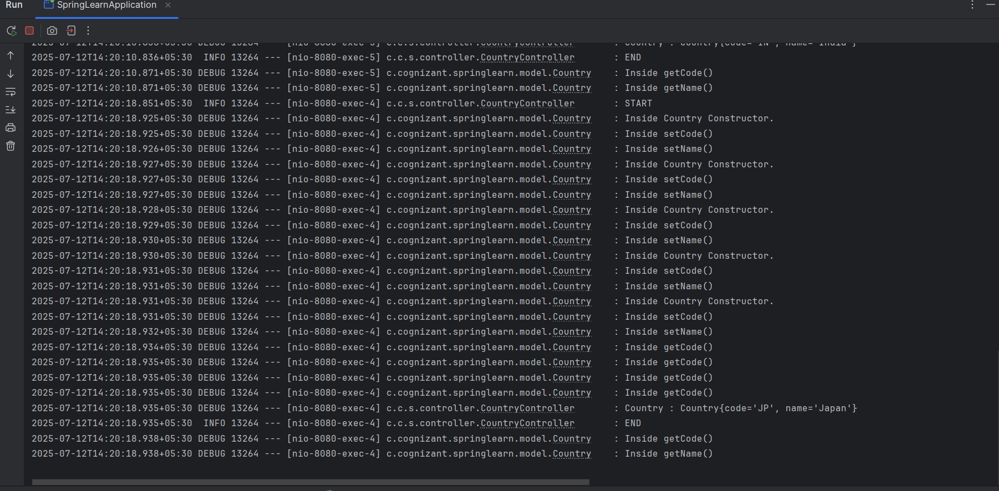 Run SpringLearnApplication
2025-07-12T14:20:10.836+05:30 DEBUG 13264 --- [nio-8080-exec-5] c.c.s.controller.CountryController : Country : Country{code='IN', name='India'}
2025-07-12T14:20:10.836+05:30  INFO 13264 --- [nio-8080-exec-5] c.c.s.controller.CountryController : END
2025-07-12T14:20:10.871+05:30 DEBUG 13264 --- [nio-8080-exec-5] c.cognizant.springlearn.model.Country : Inside getCode()
2025-07-12T14:20:10.871+05:30 DEBUG 13264 --- [nio-8080-exec-5] c.cognizant.springlearn.model.Country : Inside getName()
2025-07-12T14:20:18.851+05:30  INFO 13264 --- [nio-8080-exec-4] c.c.s.controller.CountryController : START
2025-07-12T14:20:18.925+05:30 DEBUG 13264 --- [nio-8080-exec-4] c.cognizant.springlearn.model.Country : Inside Country Constructor.
2025-07-12T14:20:18.925+05:30 DEBUG 13264 --- [nio-8080-exec-4] c.cognizant.springlearn.model.Country : Inside setCode()
2025-07-12T14:20:18.926+05:30 DEBUG 13264 --- [nio-8080-exec-4] c.cognizant.springlearn.model.Country : Inside setName()
2025-07-12T14:20:18.927+05:30 DEBUG 13264 --- [nio-8080-exec-4] c.cognizant.springlearn.model.Country : Inside Country Constructor.
2025-07-12T14:20:18.927+05:30 DEBUG 13264 --- [nio-8080-exec-4] c.cognizant.springlearn.model.Country : Inside setCode()
2025-07-12T14:20:18.927+05:30 DEBUG 13264 --- [nio-8080-exec-4] c.cognizant.springlearn.model.Country : Inside setName()
2025-07-12T14:20:18.928+05:30 DEBUG 13264 --- [nio-8080-exec-4] c.cognizant.springlearn.model.Country : Inside Country Constructor.
2025-07-12T14:20:18.929+05:30 DEBUG 13264 --- [nio-8080-exec-4] c.cognizant.springlearn.model.Country : Inside setCode()
2025-07-12T14:20:18.930+05:30 DEBUG 13264 --- [nio-8080-exec-4] c.cognizant.springlearn.model.Country : Inside setName()
2025-07-12T14:20:18.930+05:30 DEBUG 13264 --- [nio-8080-exec-4] c.cognizant.springlearn.model.Country : Inside Country Constructor.
2025-07-12T14:20:18.931+05:30 DEBUG 13264 --- [nio-8080-exec-4] c.cognizant.springlearn.model.Country : Inside setCode()
2025-07-12T14:20:18.931+05:30 DEBUG 13264 --- [nio-8080-exec-4] c.cognizant.springlearn.model.Country : Inside setName()
2025-07-12T14:20:18.931+05:30 DEBUG 13264 --- [nio-8080-exec-4] c.cognizant.springlearn.model.Country : Inside Country Constructor.
2025-07-12T14:20:18.931+05:30 DEBUG 13264 --- [nio-8080-exec-4] c.cognizant.springlearn.model.Country : Inside setCode()
2025-07-12T14:20:18.932+05:30 DEBUG 13264 --- [nio-8080-exec-4] c.cognizant.springlearn.model.Country : Inside setName()
2025-07-12T14:20:18.934+05:30 DEBUG 13264 --- [nio-8080-exec-4] c.cognizant.springlearn.model.Country : Inside getCode()
2025-07-12T14:20:18.935+05:30 DEBUG 13264 --- [nio-8080-exec-4] c.cognizant.springlearn.model.Country : Inside getCode()
2025-07-12T14:20:18.935+05:30 DEBUG 13264 --- [nio-8080-exec-4] c.cognizant.springlearn.model.Country : Inside getCode()
2025-07-12T14:20:18.935+05:30 DEBUG 13264 --- [nio-8080-exec-4] c.cognizant.springlearn.model.Country : Inside getCode()
2025-07-12T14:20:18.935+05:30 DEBUG 13264 --- [nio-8080-exec-4] c.c.s.controller.CountryController : Country : Country{code='JP', name='Japan'}
2025-07-12T14:20:18.935+05:30  INFO 13264 --- [nio-8080-exec-4] c.c.s.controller.CountryController : END
2025-07-12T14:20:18.938+05:30 DEBUG 13264 --- [nio-8080-exec-4] c.cognizant.springlearn.model.Country : Inside getCode()
2025-07-12T14:20:18.938+05:30 DEBUG 13264 --- [nio-8080-exec-4] c.cognizant.springlearn.model.Country : Inside getName()